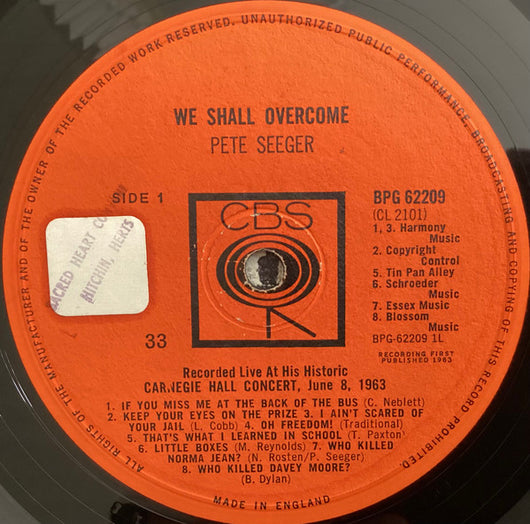 ALL RIGHTS OF THE MANUFACTURER AND OF THE OWNER OF THE RECORDED WORK RESERVED. UNAUTHORIZED PUBLIC PERFORMANCE, BROADCASTING AND COPYING OF THIS RECORD PROHIBITED.
WE SHALL OVERCOME
PETE SEEGER
SIDE 1
CBS
BPG 62209
(CL 2101)
1, 3. Harmony
Music
2. Copyright
Control
5. Tin Pan Alley
6. Schroeder
Music
7. Essex Music
8. Blossom
Music
BPG-62209 1L
RECORDING FIRST
PUBLISHED 1963
SACRED HEART
HITCHIN, HERTS
33
Recorded Live At His Historic
CARNEGIE HALL CONCERT, June 8, 1963
1. IF YOU MISS ME AT THE BACK OF THE BUS (C. Neblett)
2. KEEP YOUR EYES ON THE PRIZE 3. I AIN'T SCARED OF
YOUR JAIL (L. Cobb) 4. OH FREEDOM! (Traditional)
5. THAT'S WHAT I LEARNED IN SCHOOL (T. Paxton)
6. LITTLE BOXES (M. Reynolds) 7. WHO KILLED
NORMA JEAN? (N. Rosten/P. Seeger)
8. WHO KILLED DAVEY MOORE?
(B. Dylan)
MADE IN ENGLAND